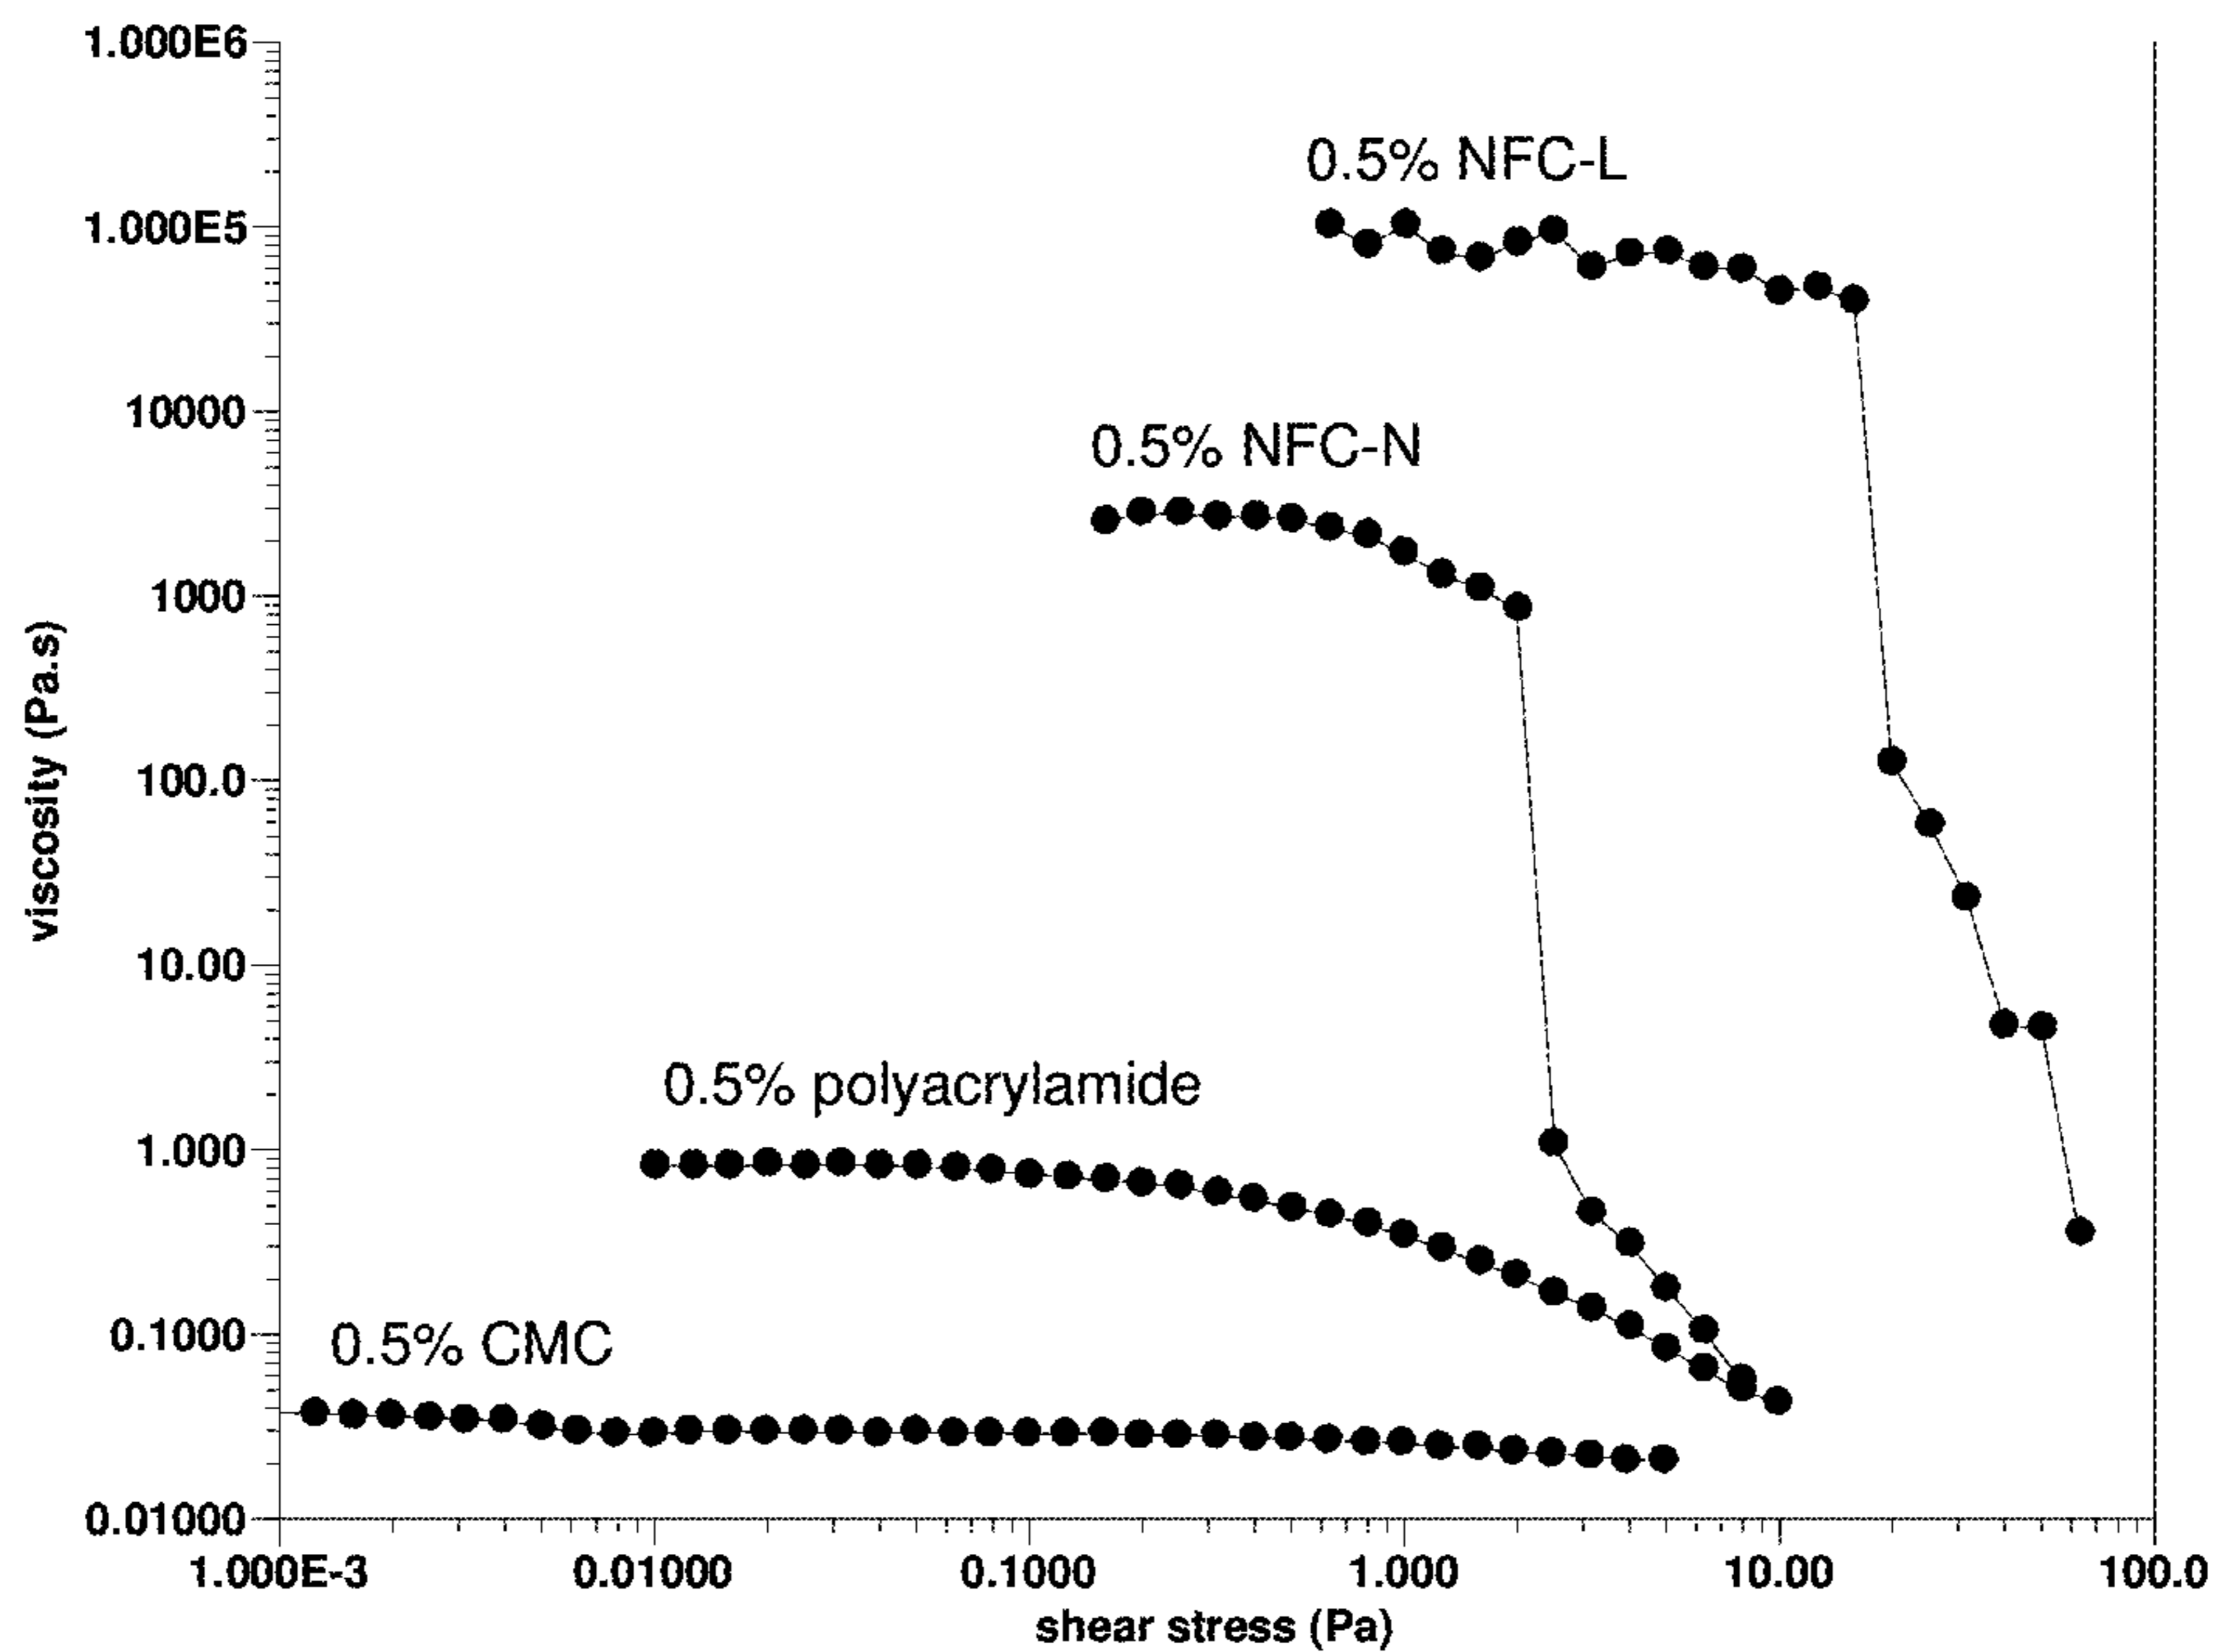 1.000E6
0.5% NFC-L
1.000E5
10000
0.5% NFC-N
1000
viscosity (Pa.s)
100.0
10.00
0.5% polyacrylamide
1.000
0.1000
0.5% CMC
0.01000
1.000E-3 0.01000 0.1000 1.000 10.00 100.0
shear stress (Pa)